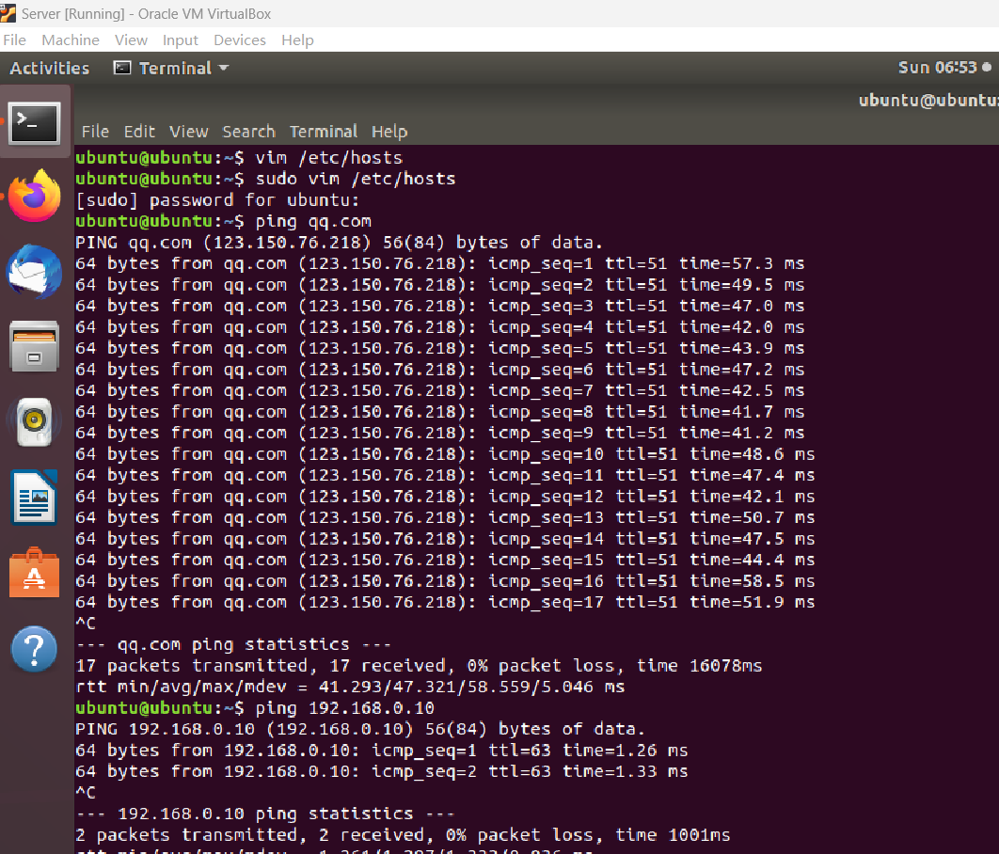 Server [Running] - Oracle VM VirtualBox
File Machine View Input Devices Help
Activities Terminal Sun 06:53
ubuntu@ubuntu:
File Edit View Search Terminal Help
ubuntu@ubuntu:~$ vim /etc/hosts
ubuntu@ubuntu:~$ sudo vim /etc/hosts
[sudo] password for ubuntu:
ubuntu@ubuntu:~$ ping qq.com
PING qq.com (123.150.76.218) 56(84) bytes of data.
64 bytes from qq.com (123.150.76.218): icmp_seq=1 ttl=51 time=57.3 ms
64 bytes from qq.com (123.150.76.218): icmp_seq=2 ttl=51 time=49.5 ms
64 bytes from qq.com (123.150.76.218): icmp_seq=3 ttl=51 time=47.0 ms
64 bytes from qq.com (123.150.76.218): icmp_seq=4 ttl=51 time=42.0 ms
64 bytes from qq.com (123.150.76.218): icmp_seq=5 ttl=51 time=43.9 ms
64 bytes from qq.com (123.150.76.218): icmp_seq=6 ttl=51 time=47.2 ms
64 bytes from qq.com (123.150.76.218): icmp_seq=7 ttl=51 time=42.5 ms
64 bytes from qq.com (123.150.76.218): icmp_seq=8 ttl=51 time=41.7 ms
64 bytes from qq.com (123.150.76.218): icmp_seq=9 ttl=51 time=41.2 ms
64 bytes from qq.com (123.150.76.218): icmp_seq=10 ttl=51 time=48.6 ms
64 bytes from qq.com (123.150.76.218): icmp_seq=11 ttl=51 time=47.4 ms
64 bytes from qq.com (123.150.76.218): icmp_seq=12 ttl=51 time=42.1 ms
64 bytes from qq.com (123.150.76.218): icmp_seq=13 ttl=51 time=50.7 ms
64 bytes from qq.com (123.150.76.218): icmp_seq=14 ttl=51 time=47.5 ms
64 bytes from qq.com (123.150.76.218): icmp_seq=15 ttl=51 time=44.4 ms
64 bytes from qq.com (123.150.76.218): icmp_seq=16 ttl=51 time=58.5 ms
64 bytes from qq.com (123.150.76.218): icmp_seq=17 ttl=51 time=51.9 ms
^C
--- qq.com ping statistics ---
17 packets transmitted, 17 received, 0% packet loss, time 16078ms
rtt min/avg/max/mdev = 41.293/47.321/58.559/5.046 ms
ubuntu@ubuntu:~$ ping 192.168.0.10
PING 192.168.0.10 (192.168.0.10) 56(84) bytes of data.
64 bytes from 192.168.0.10: icmp_seq=1 ttl=63 time=1.26 ms
64 bytes from 192.168.0.10: icmp_seq=2 ttl=63 time=1.33 ms
^C
--- 192.168.0.10 ping statistics ---
2 packets transmitted, 2 received, 0% packet loss, time 1001ms